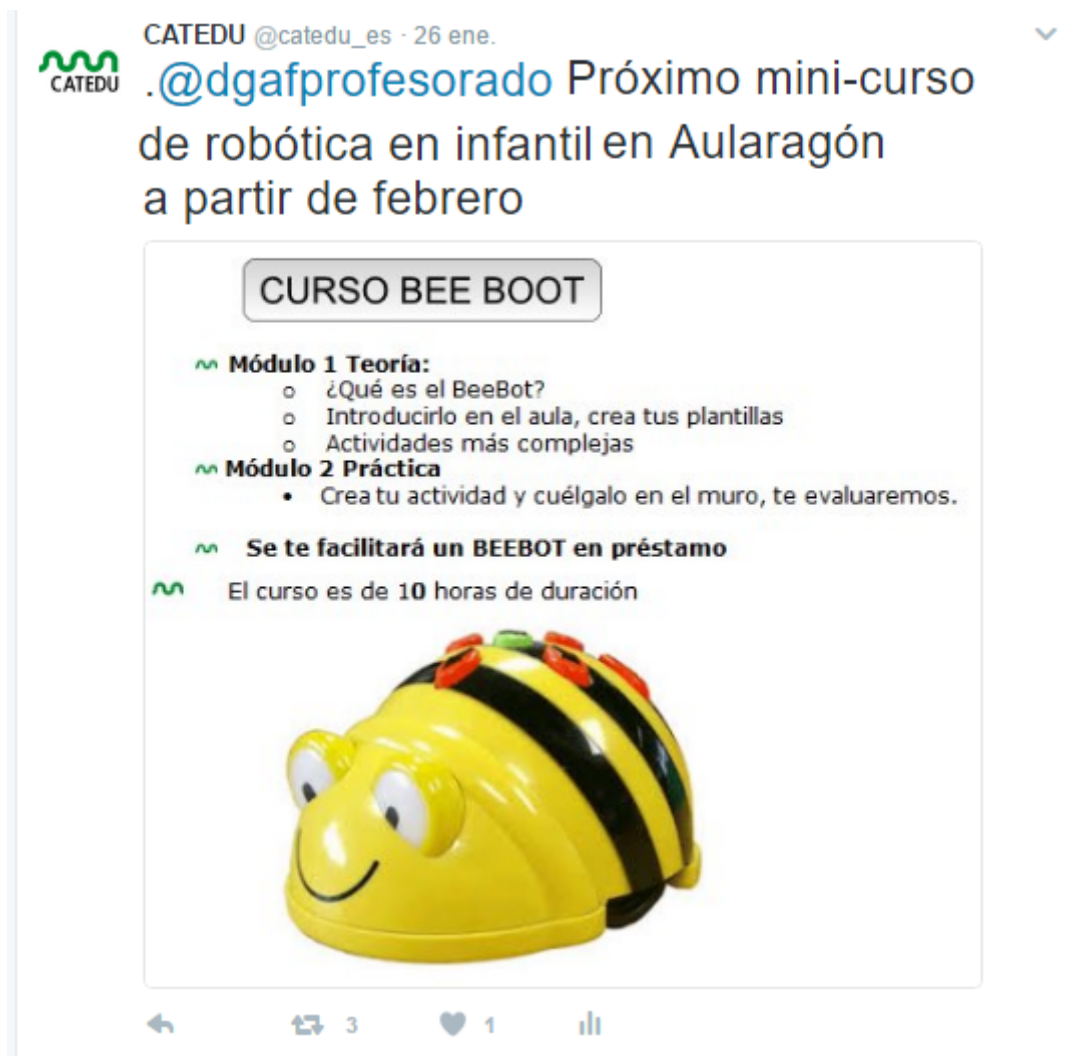 CATEDU @catedu_es · 26 ene.
CATEDU
.@dgafprofesorado Próximo mini-curso
de robótica en infantil en Aularagón
a partir de febrero
CURSO BEE BOOT
Módulo 1 Teoría:
o ¿Qué es el BeeBot?
o Introducirlo en el aula, crea tus plantillas
o Actividades más complejas
Módulo 2 Práctica
• Crea tu actividad y cuélgalo en el muro, te evaluaremos.
Se te facilitará un BEEBOT en préstamo
El curso es de 10 horas de duración
3 1